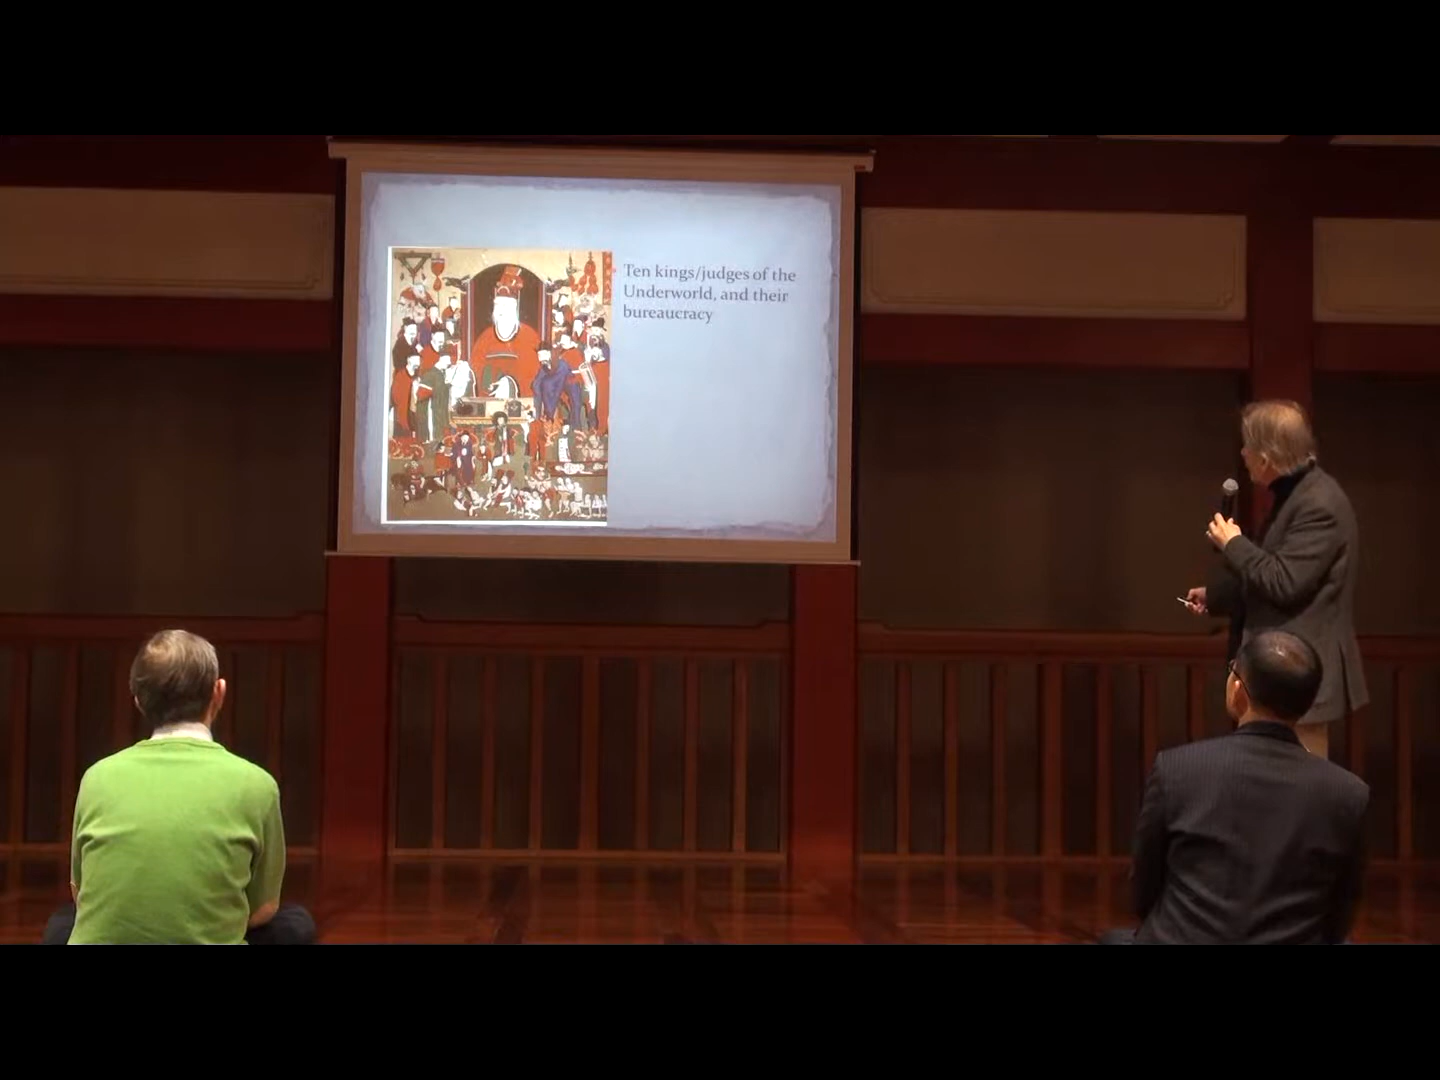 Ten kings/judges of the
Underworld, and their
bureaucracy